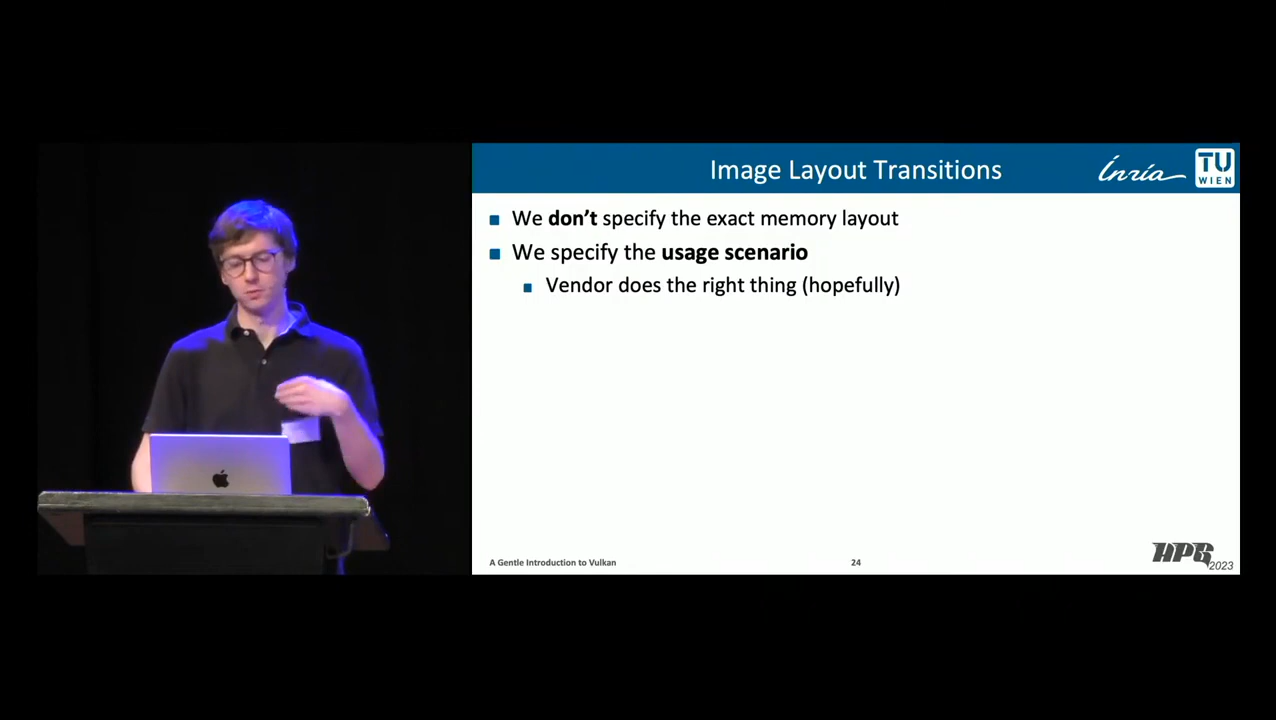 Image Layout Transitions
Inria
TU
WIEN
We don't specify the exact memory layout
We specify the usage scenario
Vendor does the right thing (hopefully)
A Gentle Introduction to Vulkan
24
HPG
2023